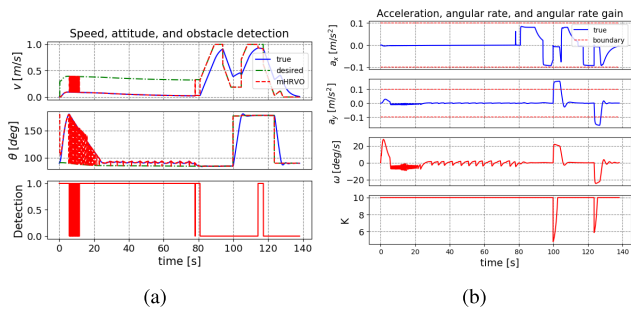 Speed, attitude, and obstacle detection
v [m/s]
1.0
0.5
0.0
true
desired
mHRVO
θ [deg]
150
100
Detection
1.0
0.5
0.0
0 20 40 60 80 100 120 140
time [s]
(a)
Acceleration, angular rate, and angular rate gain
aₓ [m/s²]
0.1
0.0
−0.1
true
boundary
a_y [m/s²]
0.1
0.0
−0.1
ω [deg/s]
20
0
−20
K
10
8
6
0 20 40 60 80 100 120 140
time [s]
(b)